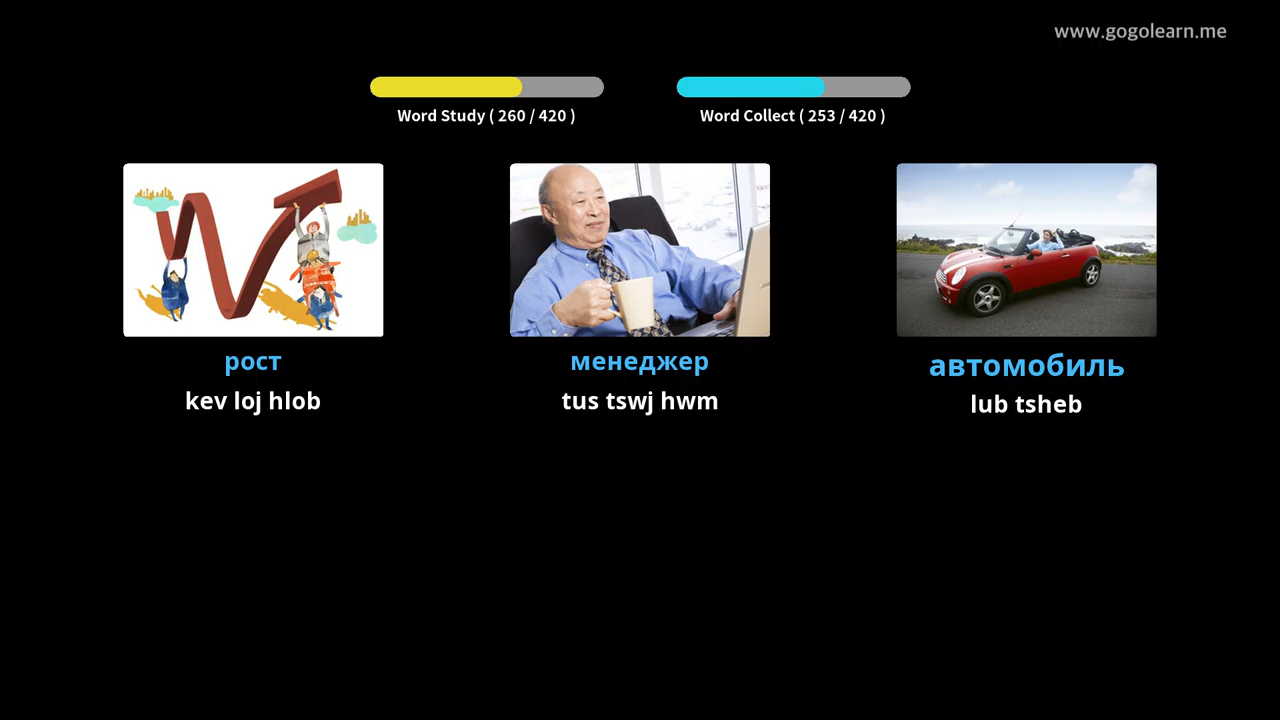 www.gogolearn.me
Word Study ( 260 / 420 )
Word Collect ( 253 / 420 )
рост
менеджер
автомобиль
kev loj hlob
tus tswj hwm
lub tsheb